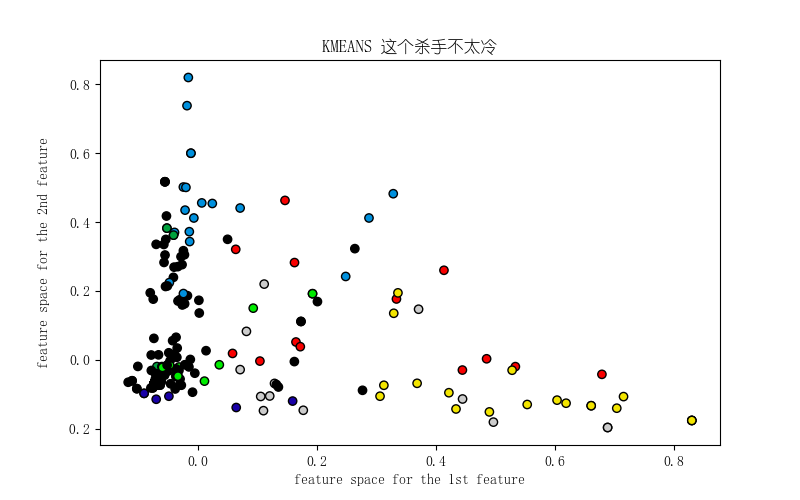 KMEANS 这个杀手不太冷
0.8
0.6
0.4
0.2
0.0
0.2
feature space for the 2nd feature
0.0 0.2 0.4 0.6 0.8
feature space for the 1st feature